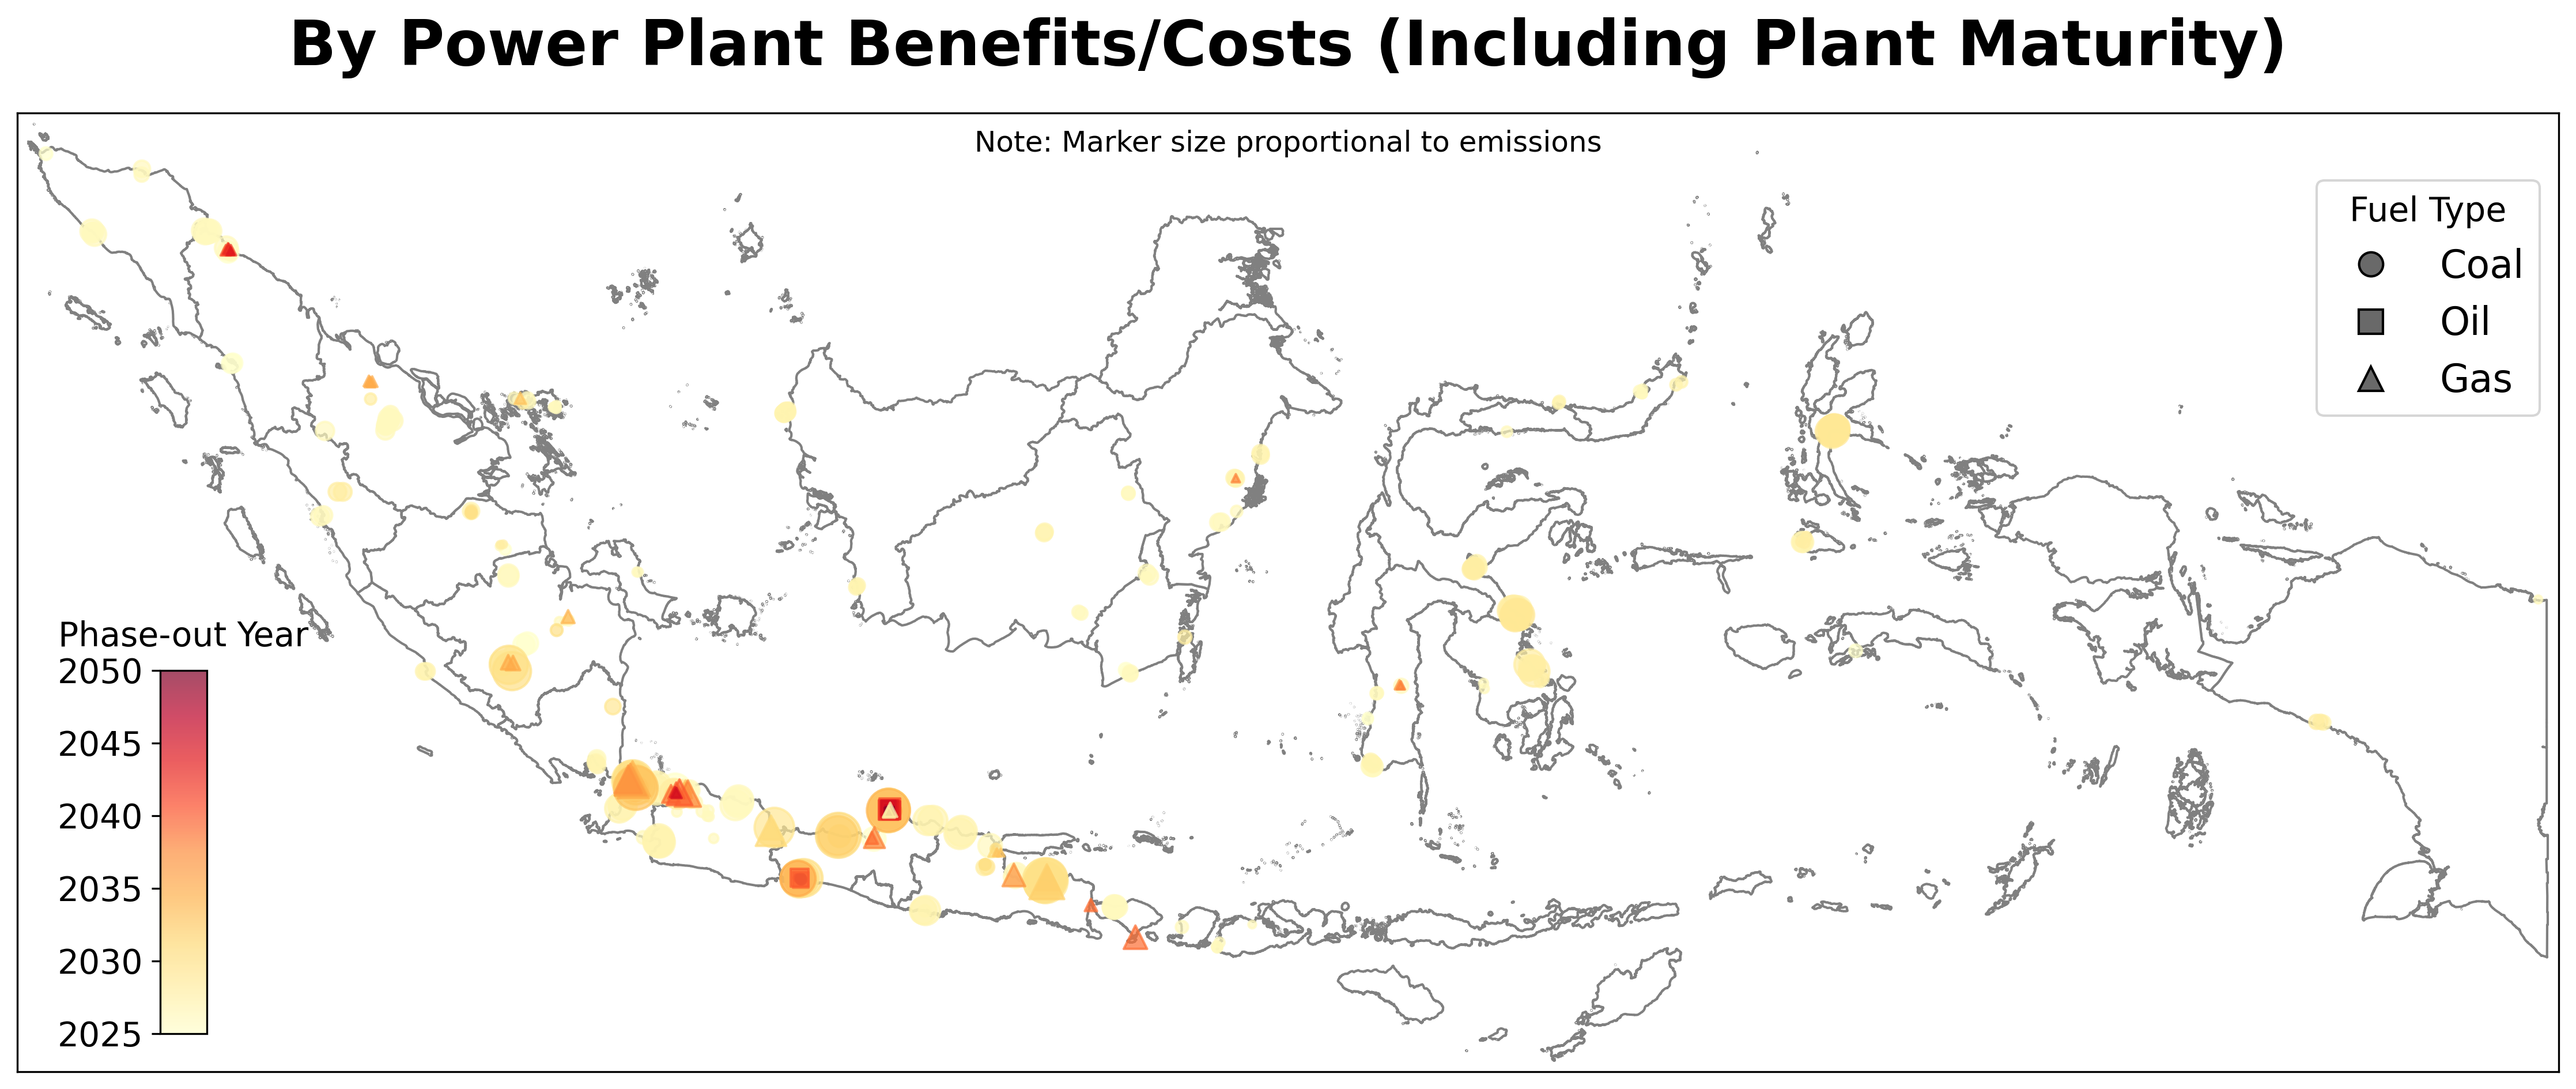 By Power Plant Benefits/Costs (Including Plant Maturity)
Note: Marker size proportional to emissions
Fuel Type
Coal
Oil
Gas
Phase-out Year
2050
2045
2040
2035
2030
2025